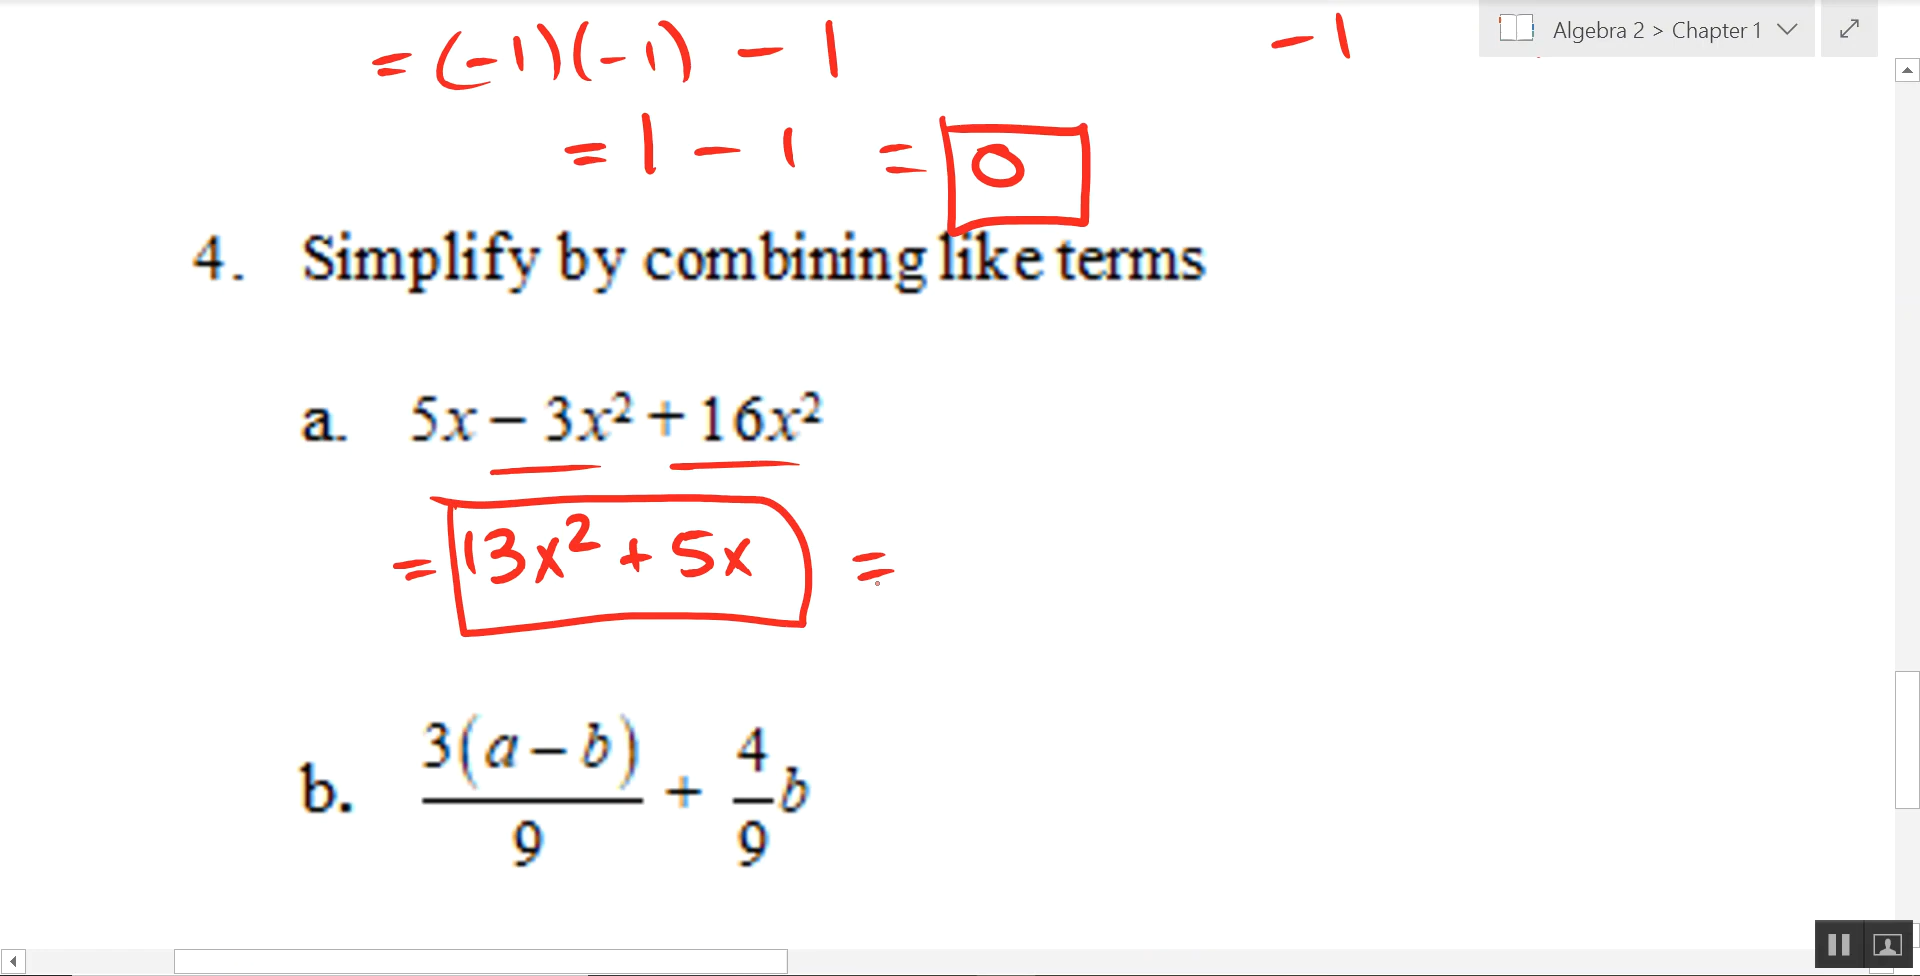 = (-1)(-1) - 1
-1
Algebra 2 > Chapter 1
= 1 - 1 = 0
4. Simplify by combining like terms
a. 5x − 3x² + 16x²
= 13x² + 5x =
b. 3(a − b)/9 + 4/9 b